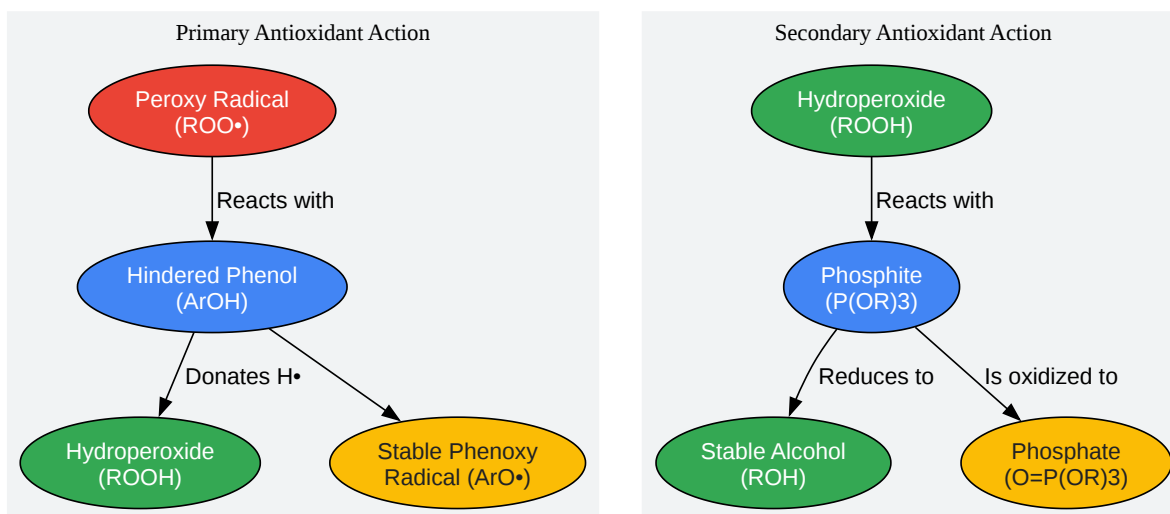 Primary Antioxidant Action
Peroxy Radical
(ROO•)
Reacts with
Hindered Phenol
(ArOH)
Donates H•
Hydroperoxide
(ROOH)
Stable Phenoxy
Radical (ArO•)
Secondary Antioxidant Action
Hydroperoxide
(ROOH)
Reacts with
Phosphite
(P(OR)3)
Reduces to
Is oxidized to
Stable Alcohol
(ROH)
Phosphate
(O=P(OR)3)